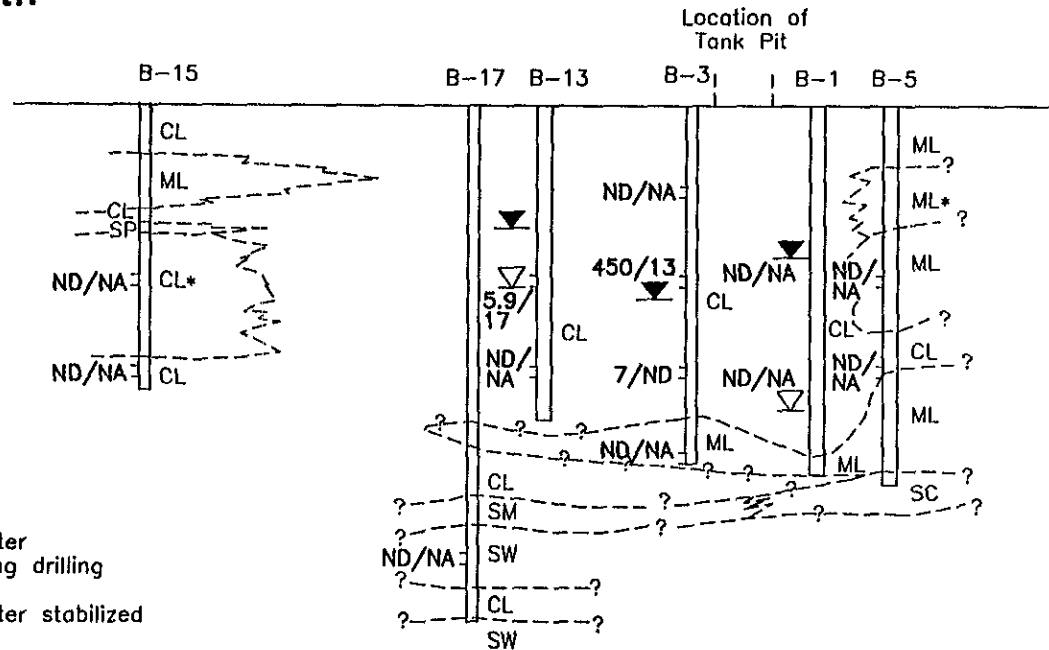 Location of
Tank Pit
B-15
B-17
B-13
B-3
B-1
B-5
CL
ML
CL
SP
ND/NA
CL*
ND/NA
CL
5.9/
17
ND/
NA
CL
ND/NA
450/13
CL
7/ND
ND/NA
ML
ND/NA
ND/NA
CL
ML
ML
?
ML*
?
ND/
NA
ML
?
CL
ND/
NA
?
ML
?
SC
?
?
?
?
?
?
?
?
?
CL
?
?
?
SM
?
?
?
ND/NA
SW
?
?
CL
?
?
SW
ter
g drilling
ter stabilized